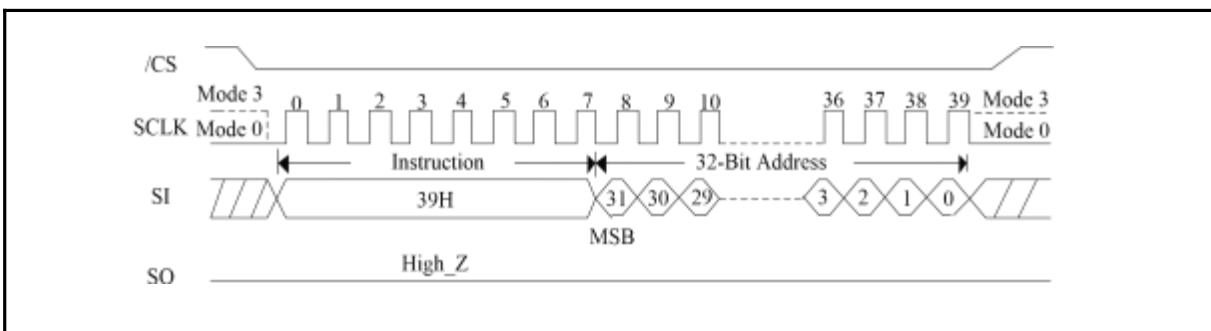 /CS
Mode 3 0 1 2 3 4 5 6 7 8 9 10 36 37 38 39 Mode 3
SCLK Mode 0 Mode 0
Instruction 32-Bit Address
SI 39H 31 30 29 3 2 1 0
MSB
High_Z
SO